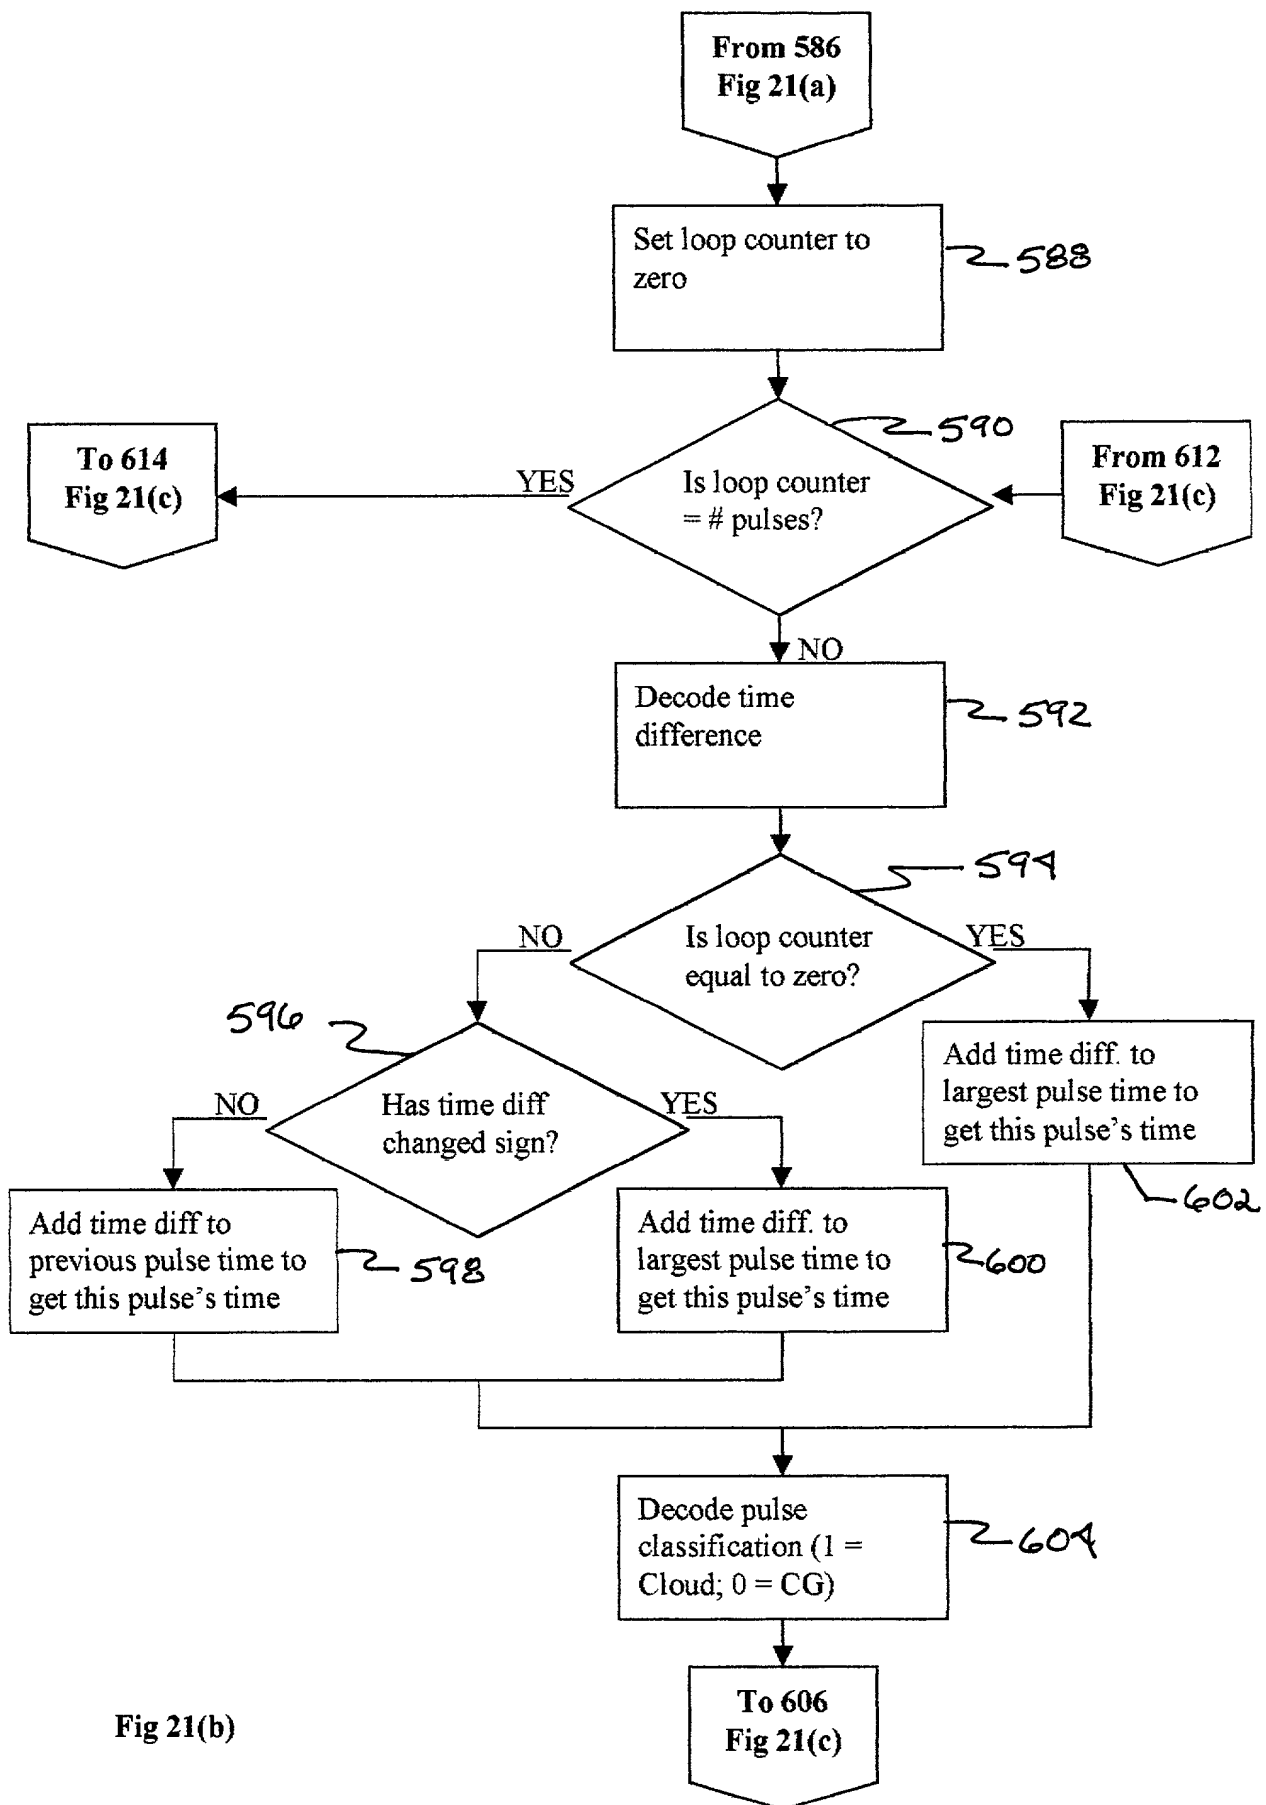 From 586
Fig 21(a)
Set loop counter to
zero
588
590
To 614
Fig 21(c)
YES
Is loop counter
= # pulses?
From 612
Fig 21(c)
NO
Decode time
difference
592
594
NO
Is loop counter
equal to zero?
YES
596
Add time diff. to
largest pulse time to
get this pulse's time
NO
Has time diff
changed sign?
YES
602
Add time diff to
previous pulse time to
get this pulse's time
598
Add time diff. to
largest pulse time to
get this pulse's time
600
Decode pulse
classification (1 =
Cloud; 0 = CG)
604
To 606
Fig 21(c)
Fig 21(b)